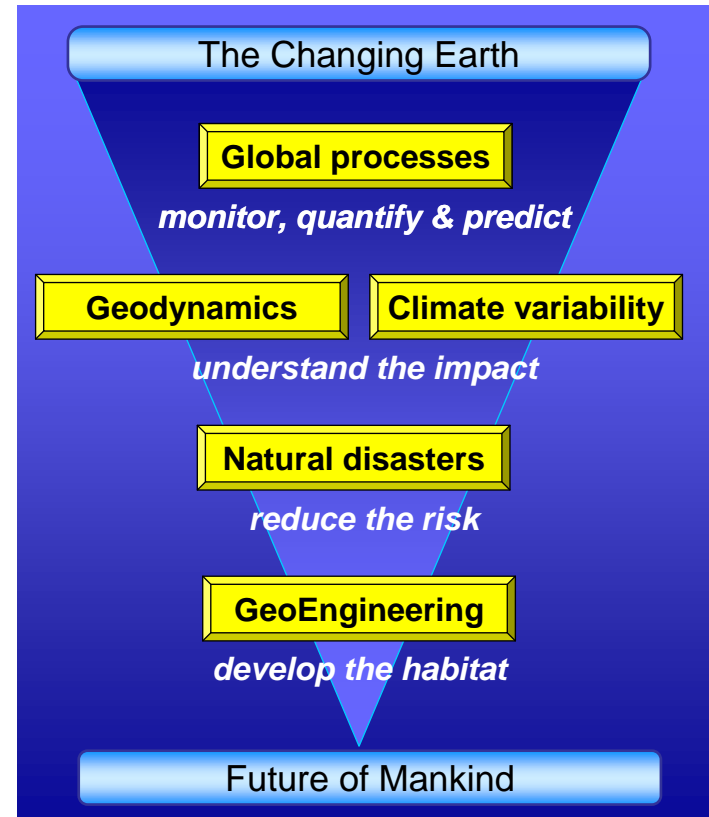 The Changing Earth
Global processes
monitor, quantify & predict
Geodynamics
Climate variability
understand the impact
Natural disasters
reduce the risk
GeoEngineering
develop the habitat
Future of Mankind